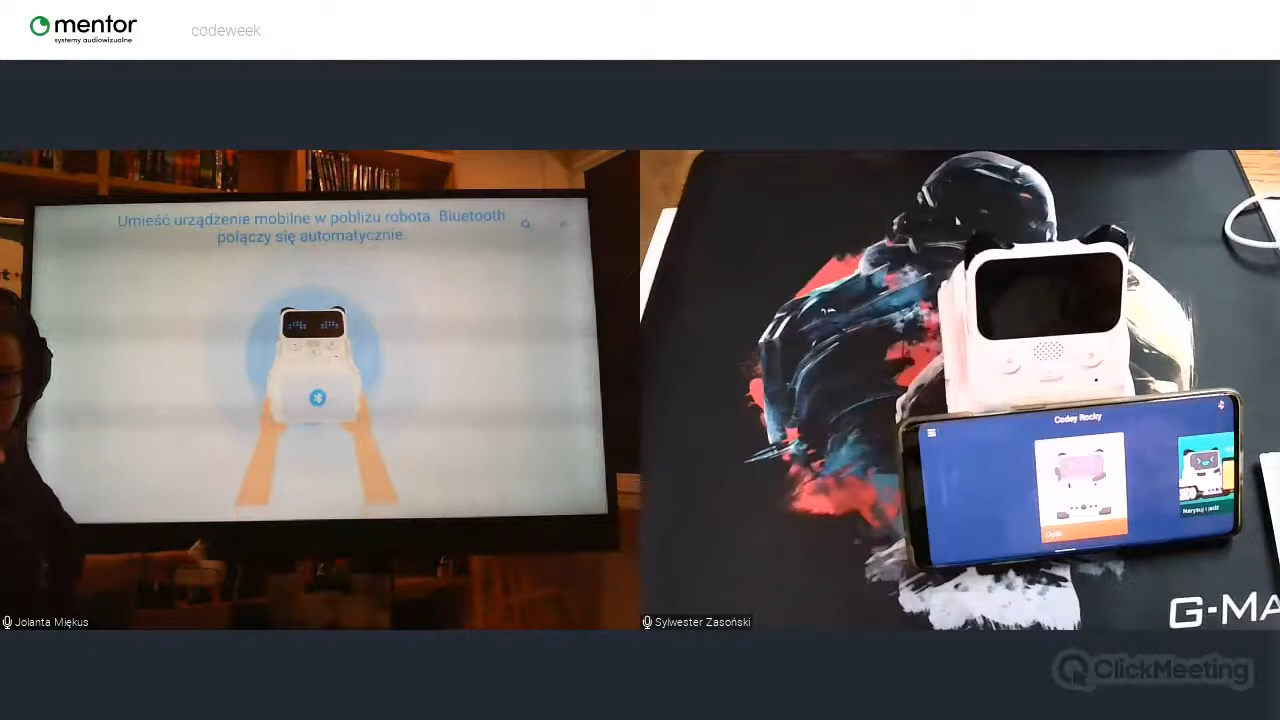 mentor
systemy audiowizualne
codeweek
Umieść urządzenie mobilne w pobliżu robota. Bluetooth
połączy się automatycznie.
Codey Rocky
Narysuj i jedź
Jolanta Miękus
Sylwester Zasoński
G-MA
ClickMeeting